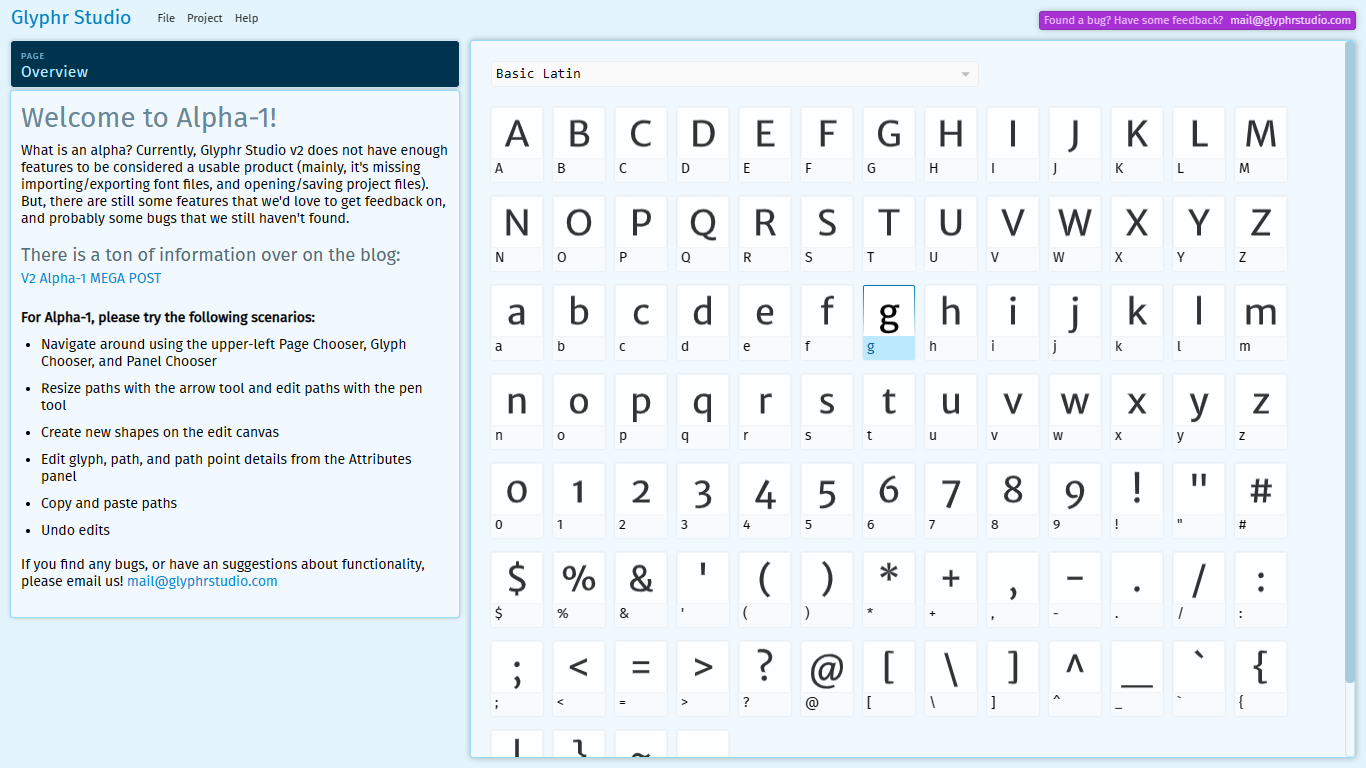 Glyphr Studio File Project Help
Found a bug? Have some feedback? mail@glyphrstudio.com
PAGE
Overview
Welcome to Alpha-1!
What is an alpha? Currently, Glyphr Studio v2 does not have enough
features to be considered a usable product (mainly, it's missing
importing/exporting font files, and opening/saving project files).
But, there are still some features that we'd love to get feedback on,
and probably some bugs that we still haven't found.
There is a ton of information over on the blog:
V2 Alpha-1 MEGA POST
For Alpha-1, please try the following scenarios:
• Navigate around using the upper-left Page Chooser, Glyph
Chooser, and Panel Chooser
• Resize paths with the arrow tool and edit paths with the pen
tool
• Create new shapes on the edit canvas
• Edit glyph, path, and path point details from the Attributes
panel
• Copy and paste paths
• Undo edits
If you find any bugs, or have an suggestions about functionality,
please email us! mail@glyphrstudio.com
Basic Latin
A B C D E F G H I J K L M
A B C D E F G H I J K L M
N O P Q R S T U V W X Y Z
N O P Q R S T U V W X Y Z
a b c d e f g h i j k l m
a b c d e f g h i j k l m
n o p q r s t u v w x y z
n o p q r s t u v w x y z
0 1 2 3 4 5 6 7 8 9 ! " #
0 1 2 3 4 5 6 7 8 9 ! " #
$ % & ' ( ) * + , - . / :
$ % & ' ( ) * + , - . / :
; < = > ? @ [ \ ] ^ _ ` {
; < = > ? @ [ \ ] ^ _ ` {
| } ~